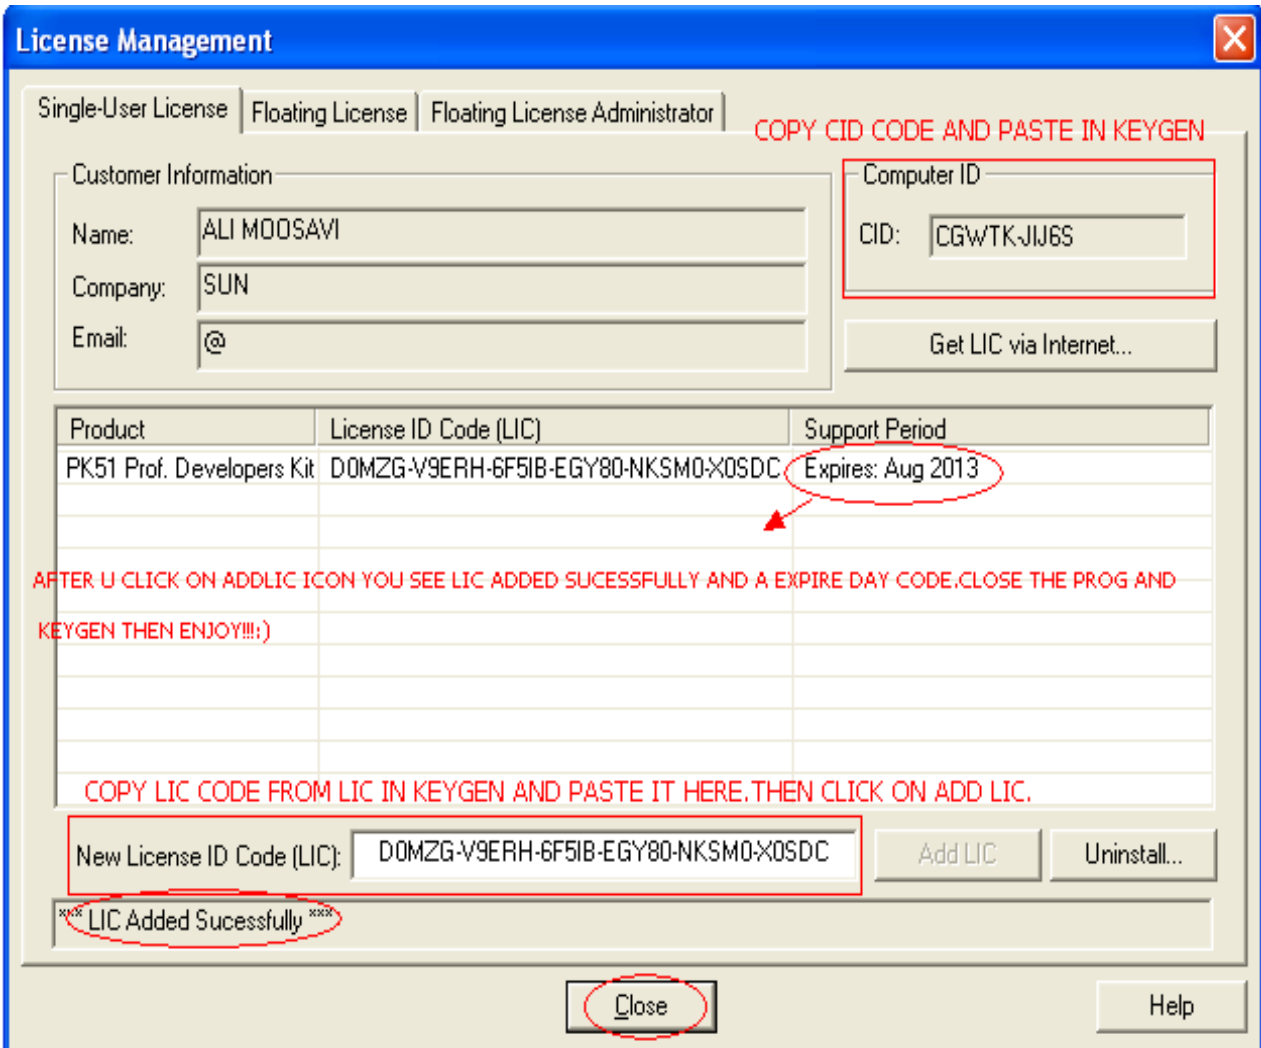 License Management
Single-User License
Floating License
Floating License Administrator
COPY CID CODE AND PASTE IN KEYGEN
Customer Information
Computer ID
Name:
ALI MOOSAVI
CID:
CGWTK-JIJ6S
Company:
SUN
Email:
@
Get LIC via Internet...
Product
License ID Code (LIC)
Support Period
PK51 Prof. Developers Kit
D0MZG-V9ERH-6F5IB-EGY80-NKSM0-X0SDC
Expires: Aug 2013
AFTER U CLICK ON ADDLIC ICON YOU SEE LIC ADDED SUCESSFULLY AND A EXPIRE DAY CODE.CLOSE THE PROG AND
KEYGEN THEN ENJOY!!!:)
COPY LIC CODE FROM LIC IN KEYGEN AND PASTE IT HERE.THEN CLICK ON ADD LIC.
New License ID Code (LIC):
D0MZG-V9ERH-6F5IB-EGY80-NKSM0-X0SDC
Add LIC
Uninstall...
*** LIC Added Sucessfully ***
Close
Help